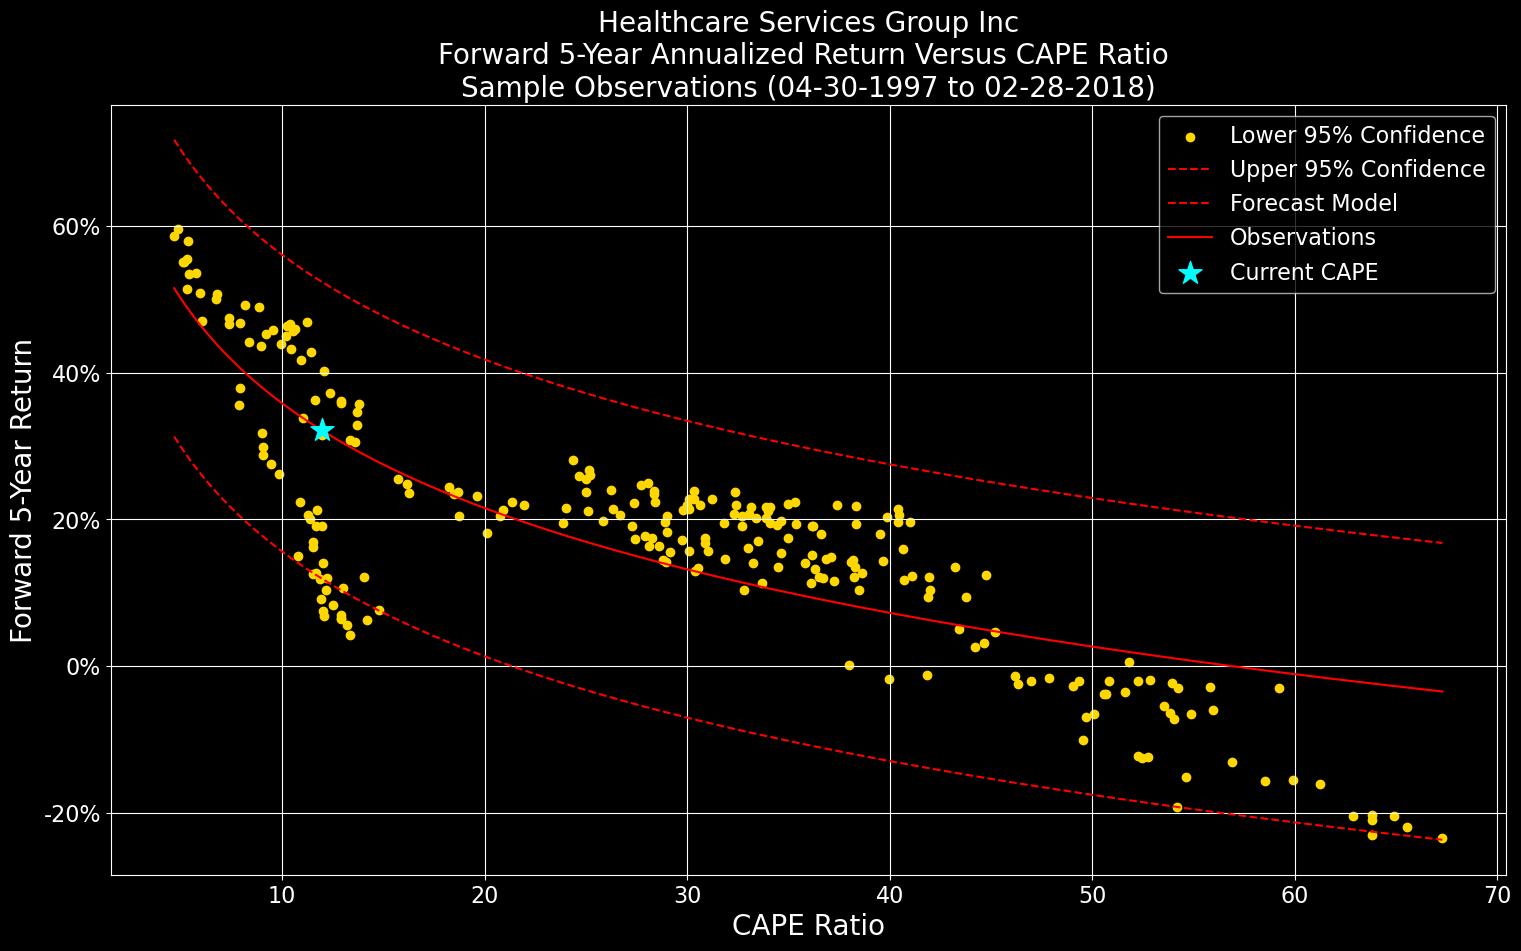 Healthcare Services Group Inc
Forward 5-Year Annualized Return Versus CAPE Ratio
Sample Observations (04-30-1997 to 02-28-2018)
Lower 95% Confidence
Upper 95% Confidence
Forecast Model
Observations
Current CAPE
Forward 5-Year Return
60%
40%
20%
0%
-20%
10 20 30 40 50 60 70
CAPE Ratio